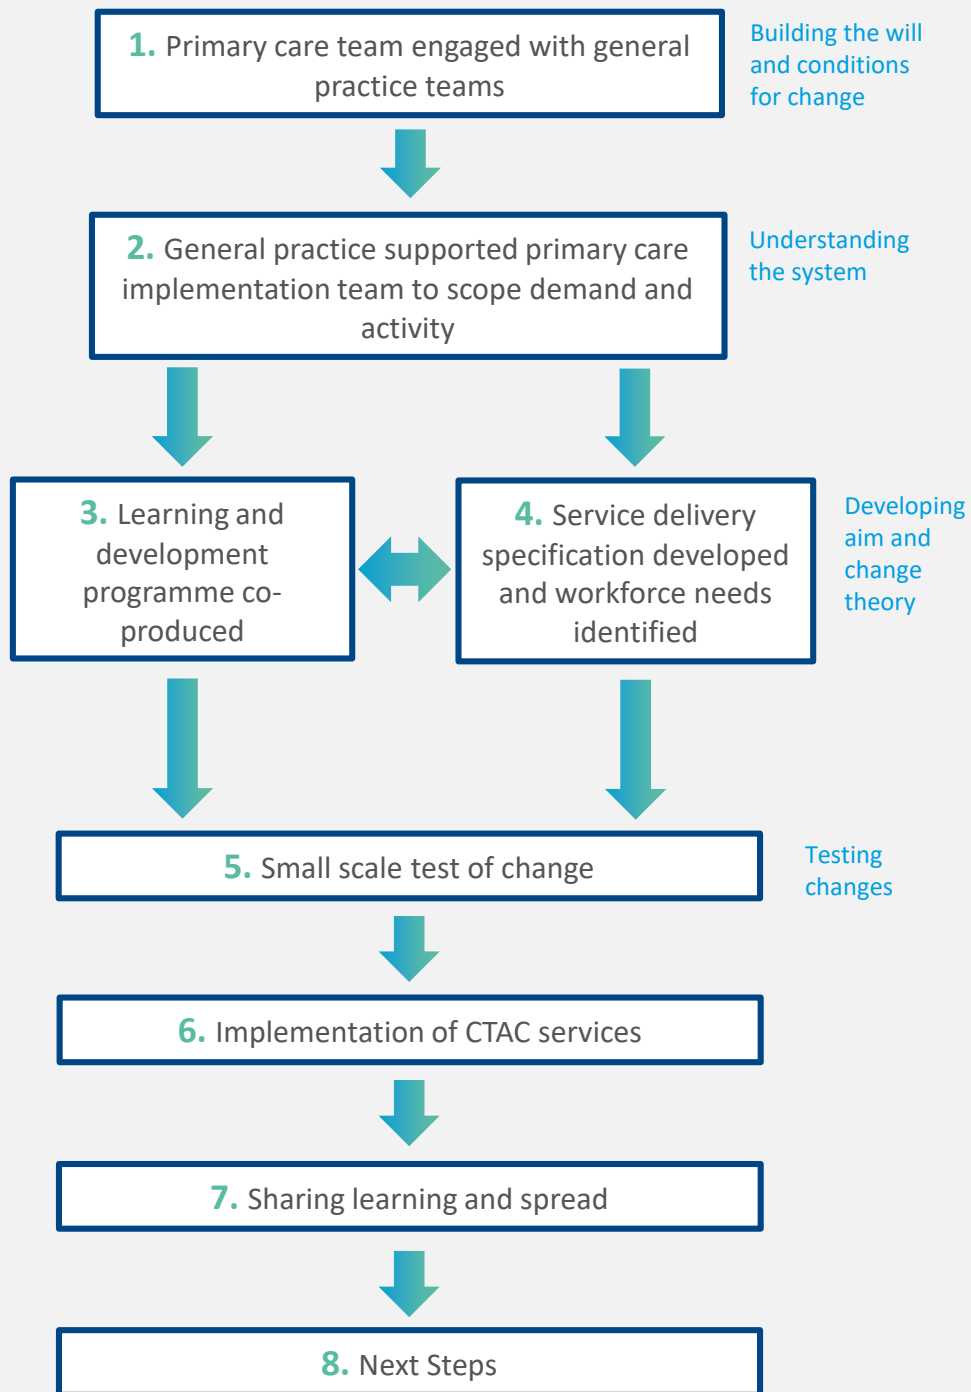 1. Primary care team engaged with general
practice teams
Building the will
and conditions
for change
2. General practice supported primary care
implementation team to scope demand and
activity
Understanding
the system
3. Learning and
development
programme co-
produced
4. Service delivery
specification developed
and workforce needs
identified
Developing
aim and
change
theory
5. Small scale test of change
Testing
changes
6. Implementation of CTAC services
7. Sharing learning and spread
8. Next Steps